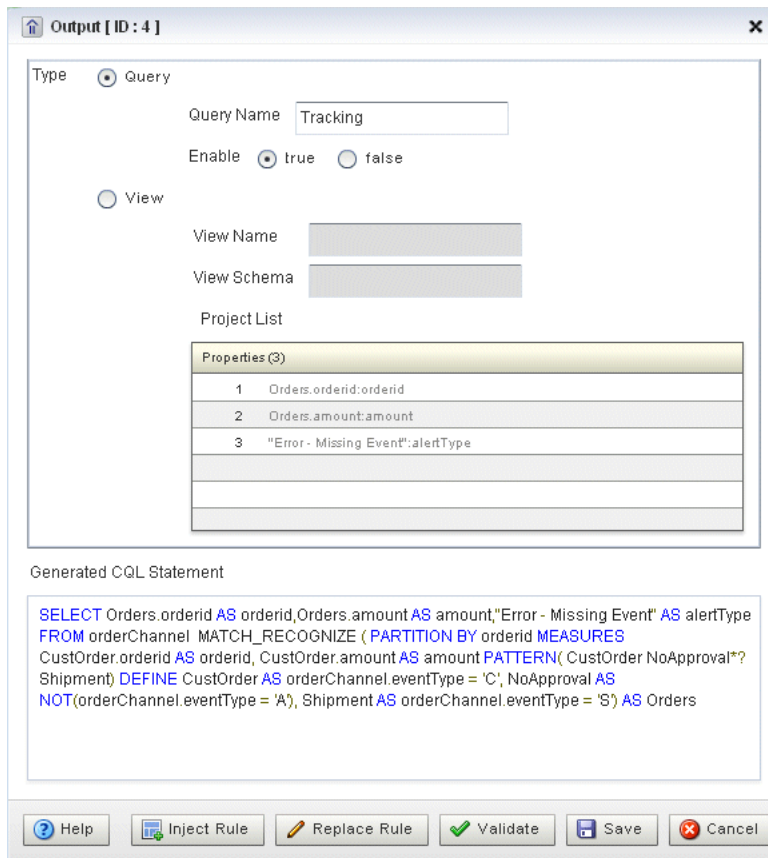 Output [ ID : 4 ]
Type Query
Query Name Tracking
Enable true false
View
View Name
View Schema
Project List
Properties (3)
1 Orders.orderid:orderid
2 Orders.amount:amount
3 "Error - Missing Event":alertType
Generated CQL Statement
SELECT Orders.orderid AS orderid,Orders.amount AS amount,"Error - Missing Event" AS alertType
FROM orderChannel MATCH_RECOGNIZE ( PARTITION BY orderid MEASURES
CustOrder.orderid AS orderid, CustOrder.amount AS amount PATTERN( CustOrder NoApproval*?
Shipment) DEFINE CustOrder AS orderChannel.eventType = 'C', NoApproval AS
NOT(orderChannel.eventType = 'A'), Shipment AS orderChannel.eventType = 'S') AS Orders
Help Inject Rule Replace Rule Validate Save Cancel